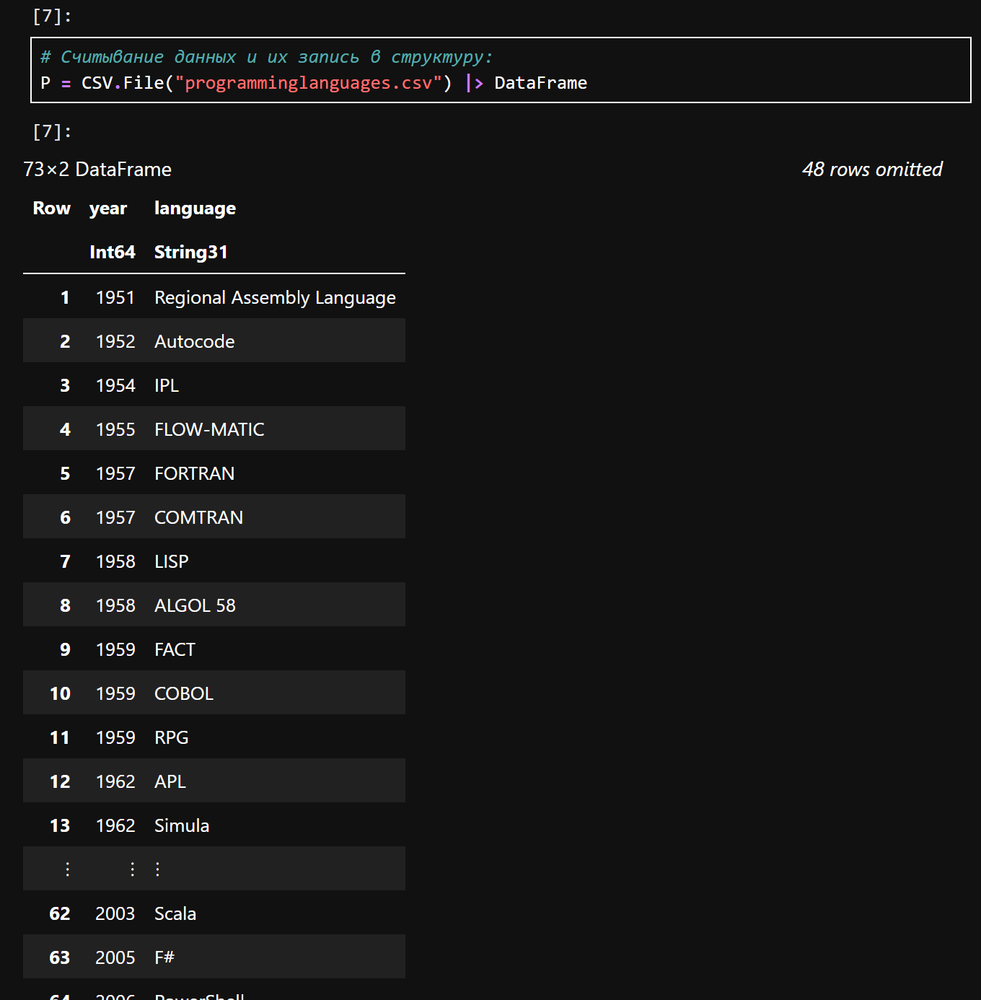 [7]:
# Считывание данных и их запись в структуру:
P = CSV.File("programminglanguages.csv") |> DataFrame
[7]:
73×2 DataFrame 48 rows omitted
Row year language
Int64 String31
1 1951 Regional Assembly Language
2 1952 Autocode
3 1954 IPL
4 1955 FLOW-MATIC
5 1957 FORTRAN
6 1957 COMTRAN
7 1958 LISP
8 1958 ALGOL 58
9 1959 FACT
10 1959 COBOL
11 1959 RPG
12 1962 APL
13 1962 Simula
⋮ ⋮ ⋮
62 2003 Scala
63 2005 F#
64 2006 PowerShell